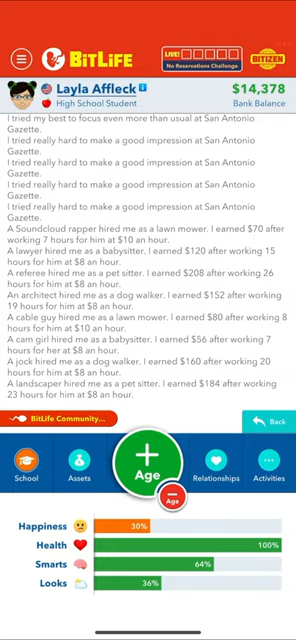 BitLife
LIVE!
No Reservations Challenge
BITIZEN
Layla Affleck
$14,378
High School Student
Bank Balance
I tried my best to focus even more than usual at San Antonio
Gazette.
I tried really hard to make a good impression at San Antonio
Gazette.
I tried really hard to make a good impression at San Antonio
Gazette.
I tried really hard to make a good impression at San Antonio
Gazette.
I tried really hard to make a good impression at San Antonio
Gazette.
A Soundcloud rapper hired me as a lawn mower. I earned $70 after
working 7 hours for him at $10 an hour.
A lawyer hired me as a babysitter. I earned $120 after working 15
hours for him at $8 an hour.
A referee hired me as a pet sitter. I earned $208 after working 26
hours for him at $8 an hour.
An architect hired me as a dog walker. I earned $152 after working
19 hours for him at $8 an hour.
A cable guy hired me as a lawn mower. I earned $80 after working 8
hours for him at $10 an hour.
A cam girl hired me as a babysitter. I earned $56 after working 7
hours for her at $8 an hour.
A jock hired me as a dog walker. I earned $160 after working 20
hours for him at $8 an hour.
A landscaper hired me as a pet sitter. I earned $184 after working
23 hours for him at $8 an hour.
BitLife Community...
Back
School
Assets
Age
Age
Relationships
Activities
Happiness 30%
Health 100%
Smarts 64%
Looks 36%